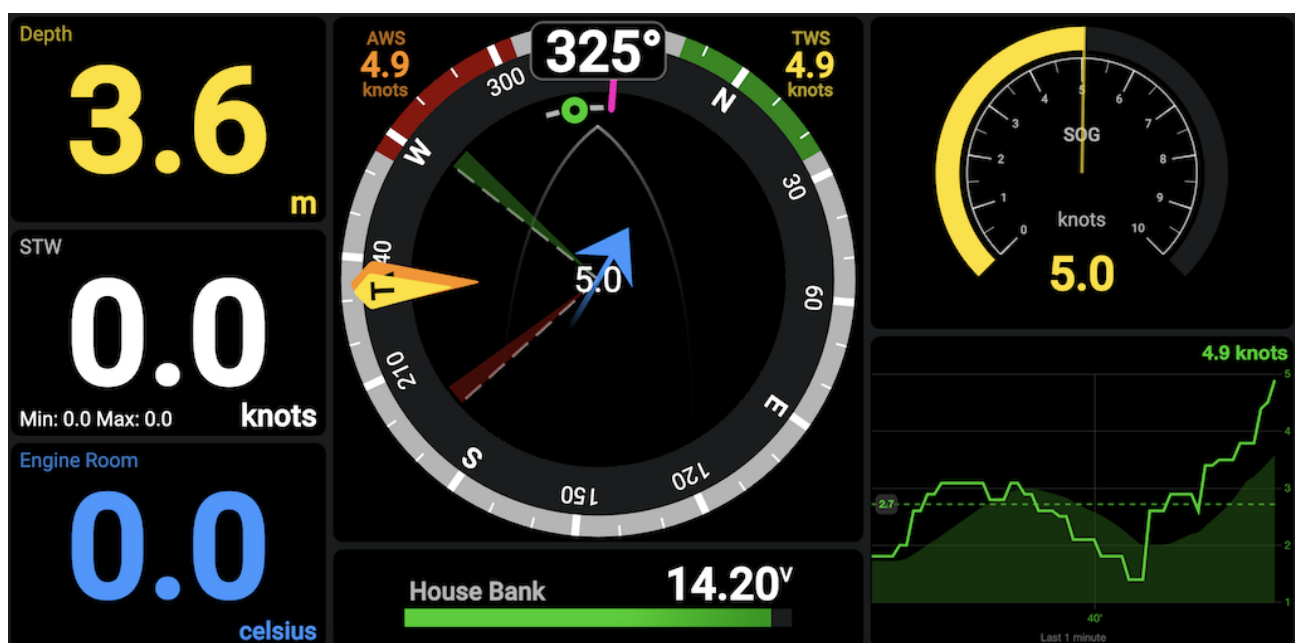 Depth
3.6
m
STW
0.0
Min: 0.0 Max: 0.0 knots
Engine Room
0.0
celsius
AWS
4.9
knots
325°
TWS
4.9
knots
300
N
30
60
E
120
150
S
210
40
W
T
5.0
House Bank 14.20V
0
1
2
3
4
5
6
7
8
9
10
SOG
knots
5.0
4.9 knots
5
4
3
2
1
2.7
40'
Last 1 minute